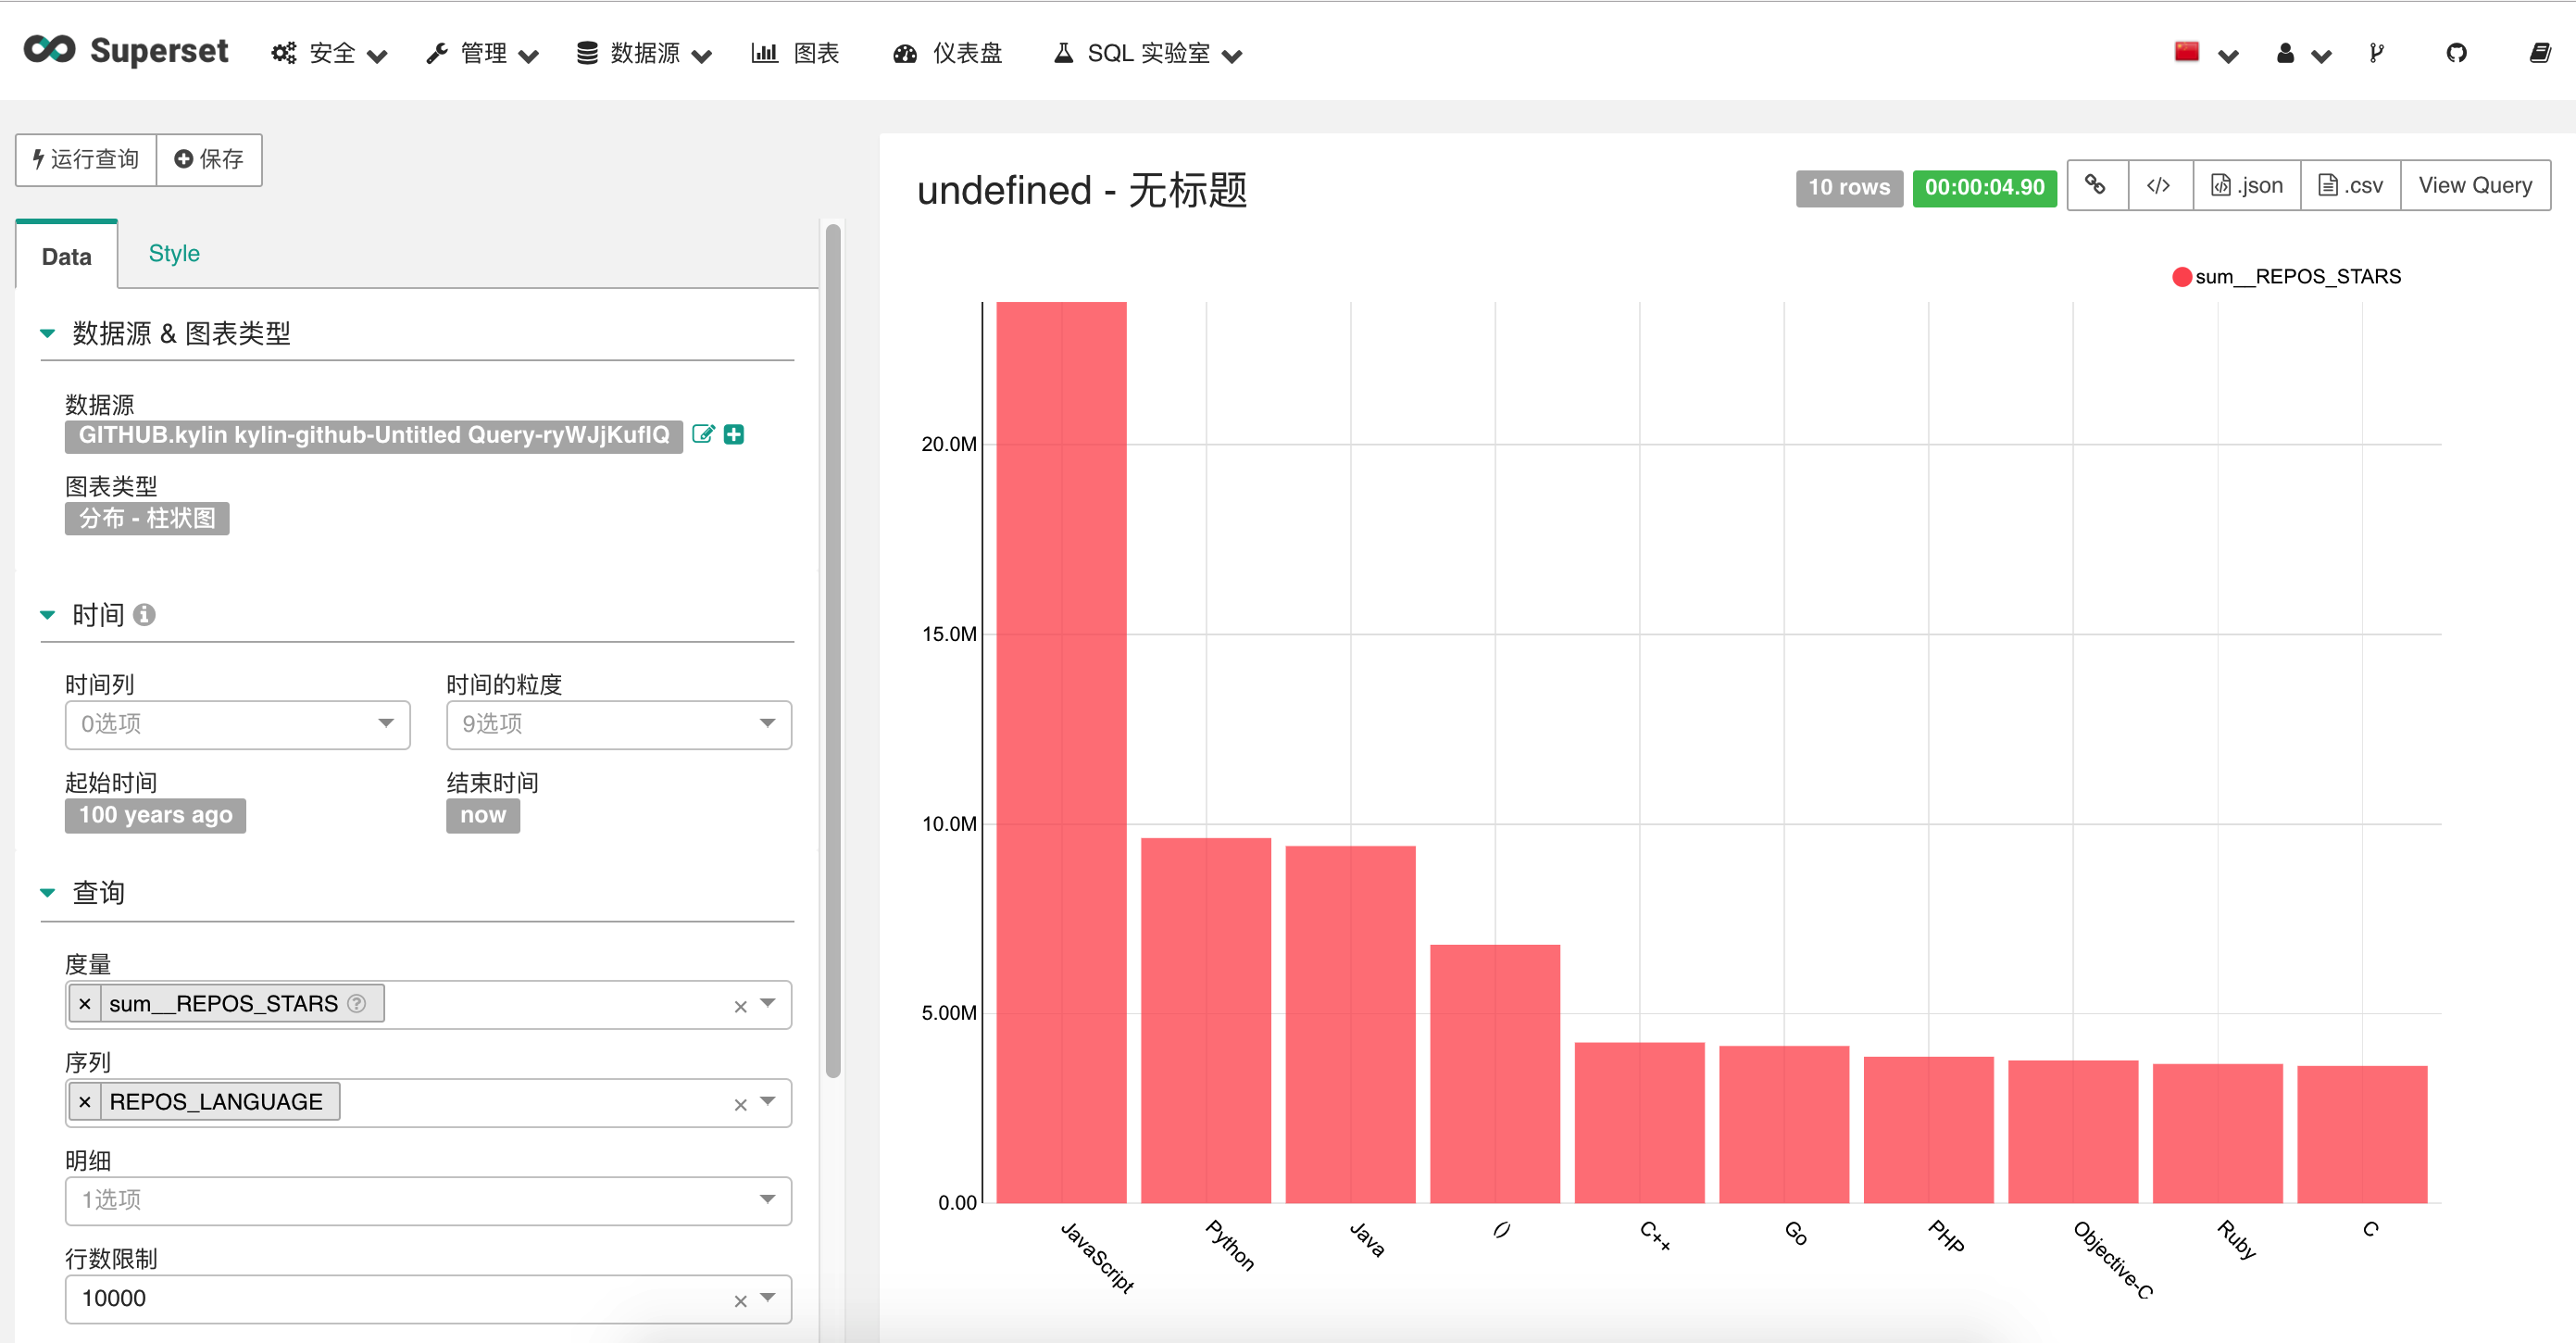 Superset 安全 管理 数据源 图表 仪表盘 SQL 实验室
运行查询 保存
Data Style
数据源 & 图表类型
数据源
GITHUB.kylin kylin-github-Untitled Query-ryWJjKufIQ
图表类型
分布 - 柱状图
时间
时间列 时间的粒度
0选项 9选项
起始时间 结束时间
100 years ago now
查询
度量
× sum__REPOS_STARS ? ×
序列
× REPOS_LANGUAGE ×
明细
1选项
行数限制
10000 ×
undefined - 无标题
10 rows 00:00:04.90 </> .json .csv View Query
sum__REPOS_STARS
20.0M
15.0M
10.0M
5.00M
0.00
JavaScript Python Java () C++ Go PHP Objective-C Ruby C